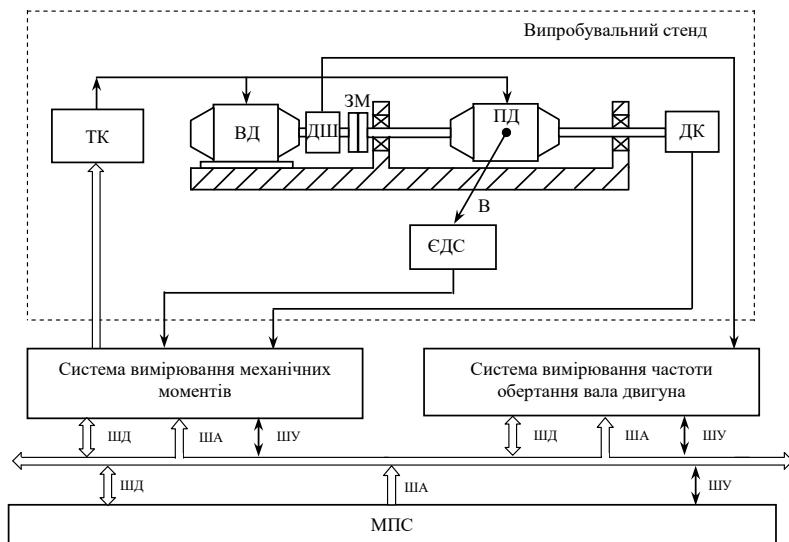 Випробувальний стенд
ЗМ
ТК
ВД
ДШ
ПД
ДК
В
ЄДС
Система вимірювання механічних
моментів
Система вимірювання частоти
обертання вала двигуна
ШД
ША
ШУ
ШД
ША
ШУ
ШД
ША
ШУ
МПС